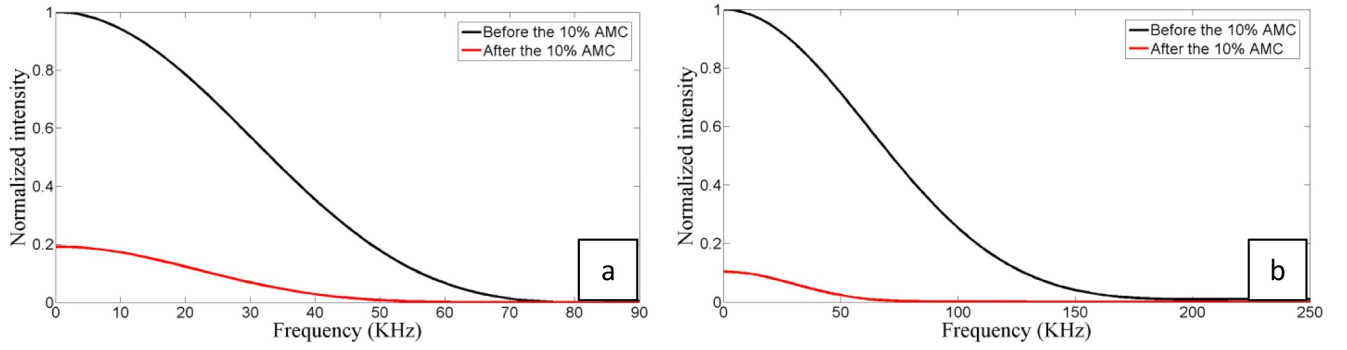 Before the 10% AMC
After the 10% AMC
Normalized intensity
1
0.8
0.6
0.4
0.2
0
0 10 20 30 40 50 60 70 80 90
Frequency (KHz)
a
Before the 10% AMC
After the 10% AMC
Normalized intensity
1
0.8
0.6
0.4
0.2
0
0 50 100 150 200 250
Frequency (KHz)
b